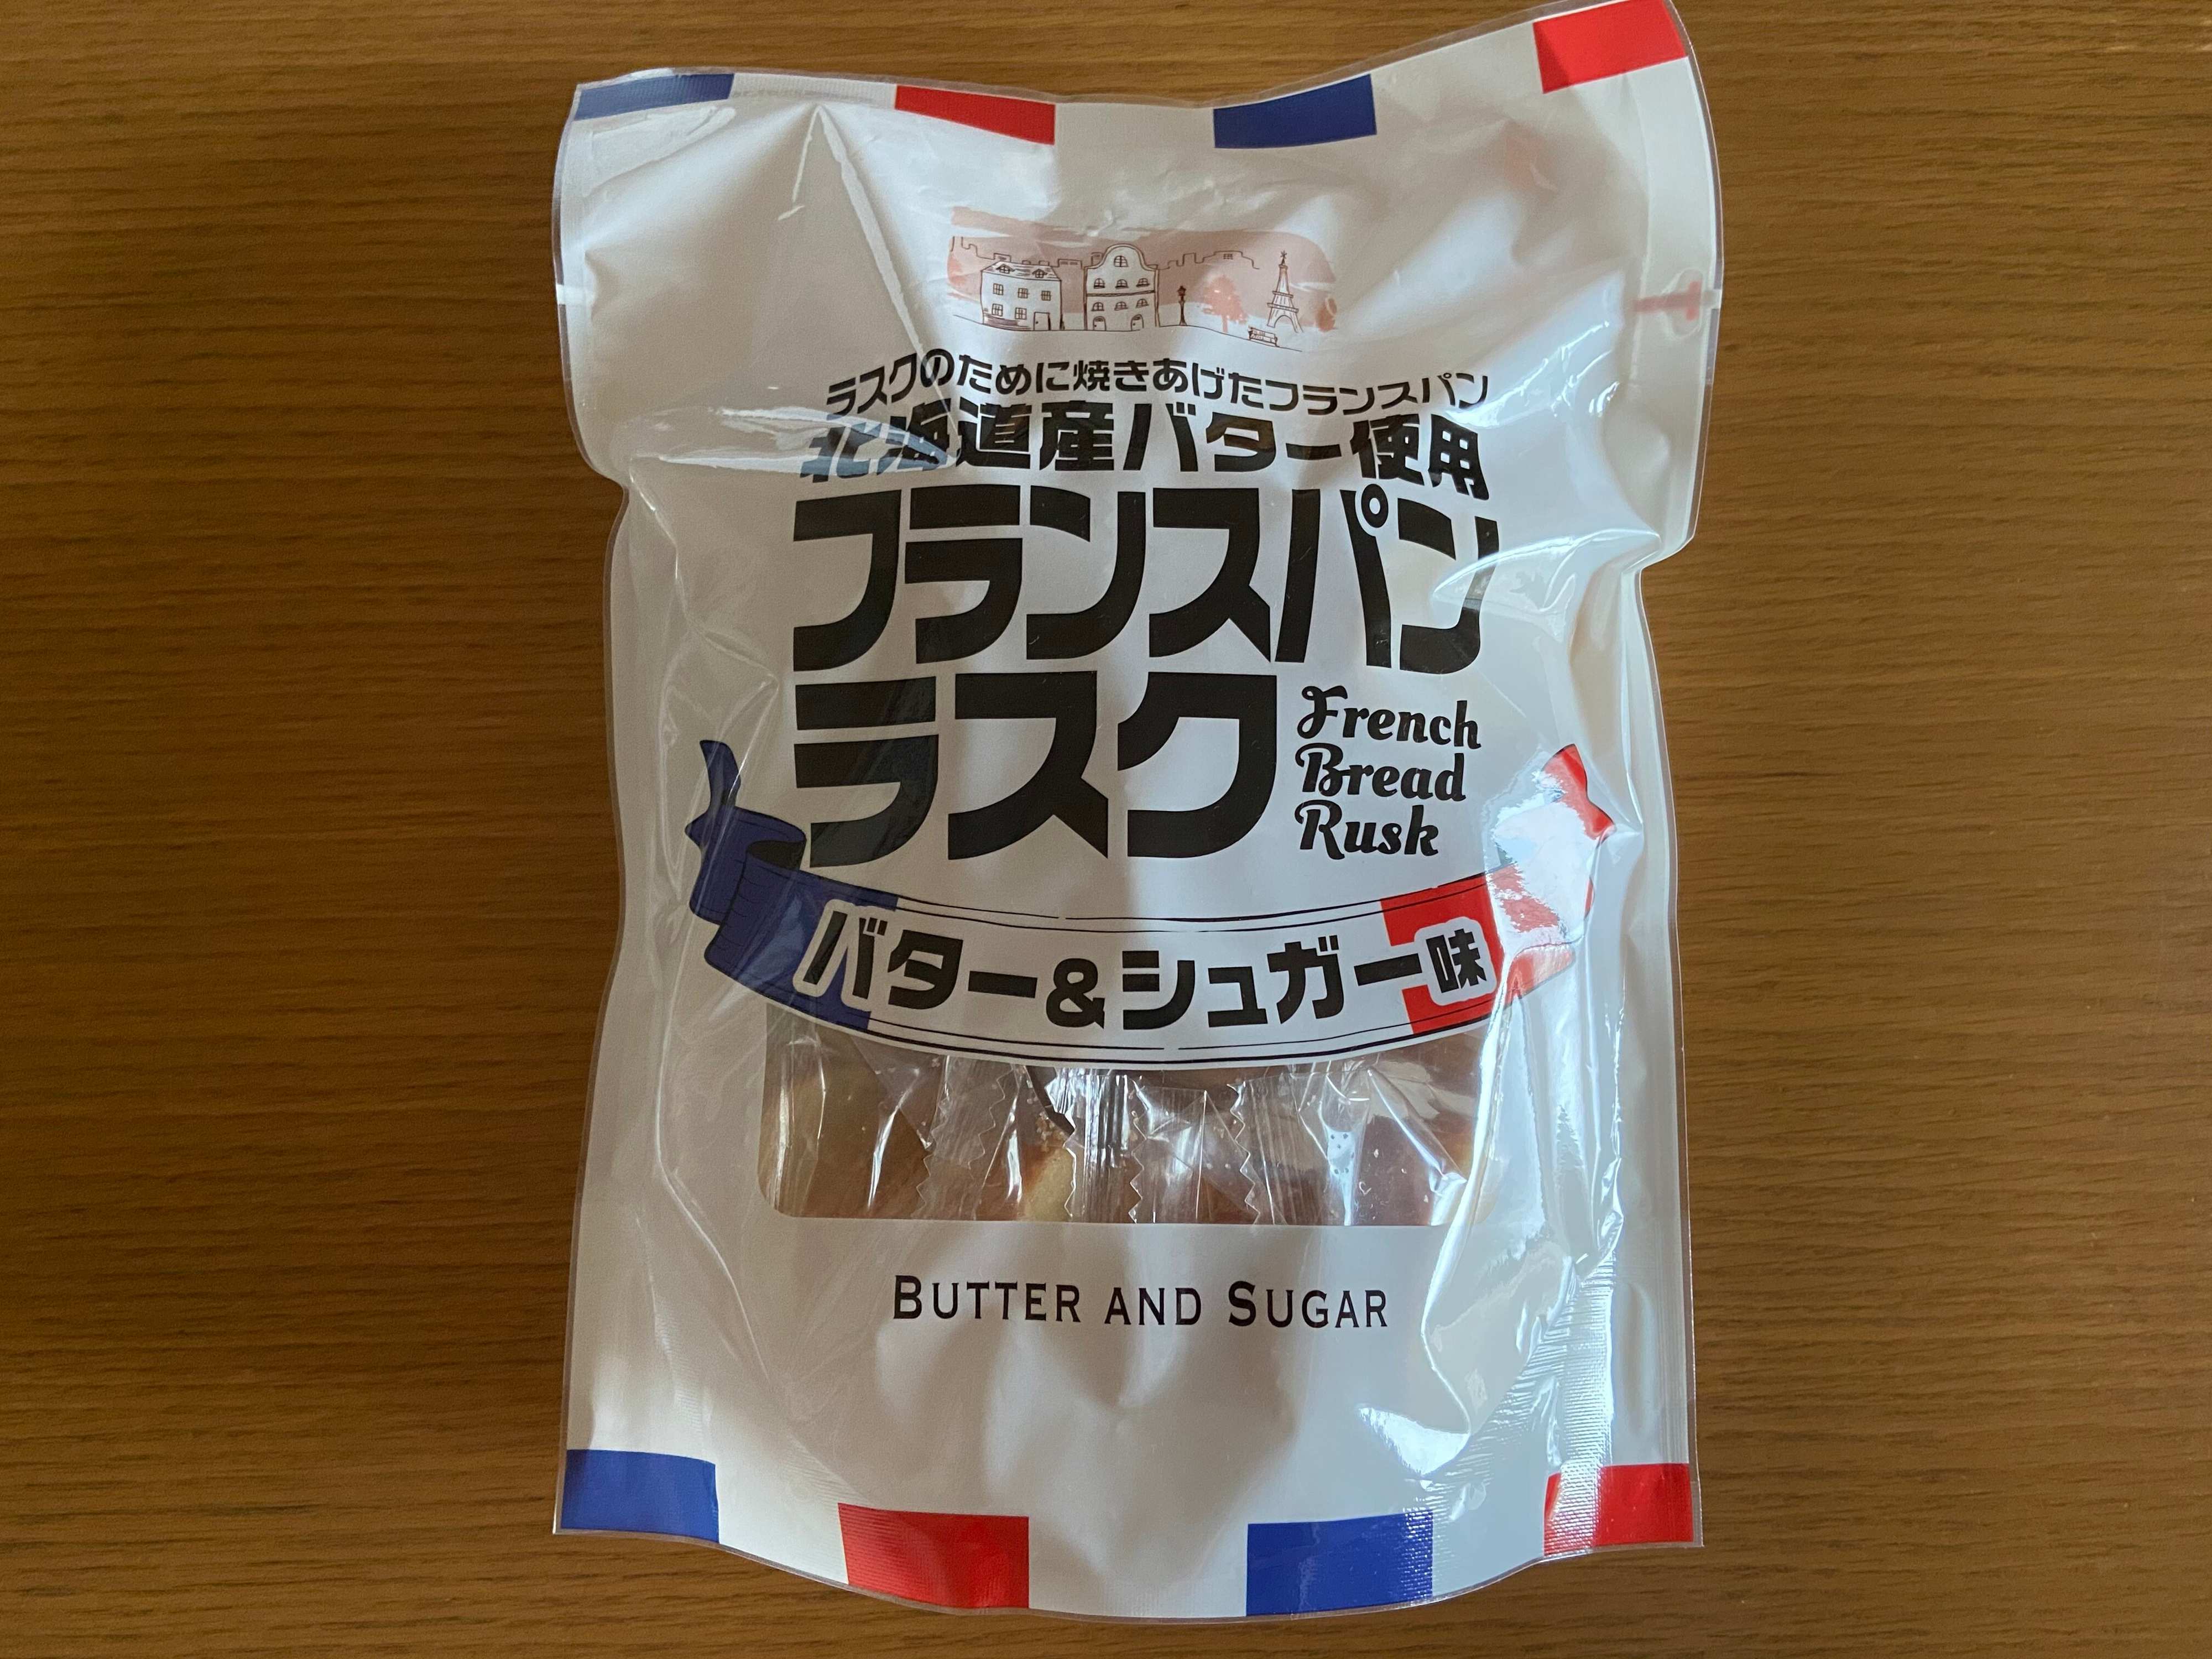 ラスクのために焼きあげたフランスパン
北海道産バター使用
フランスパン
ラスク
French
Bread
Rusk
バター&シュガー味
BUTTER AND SUGAR